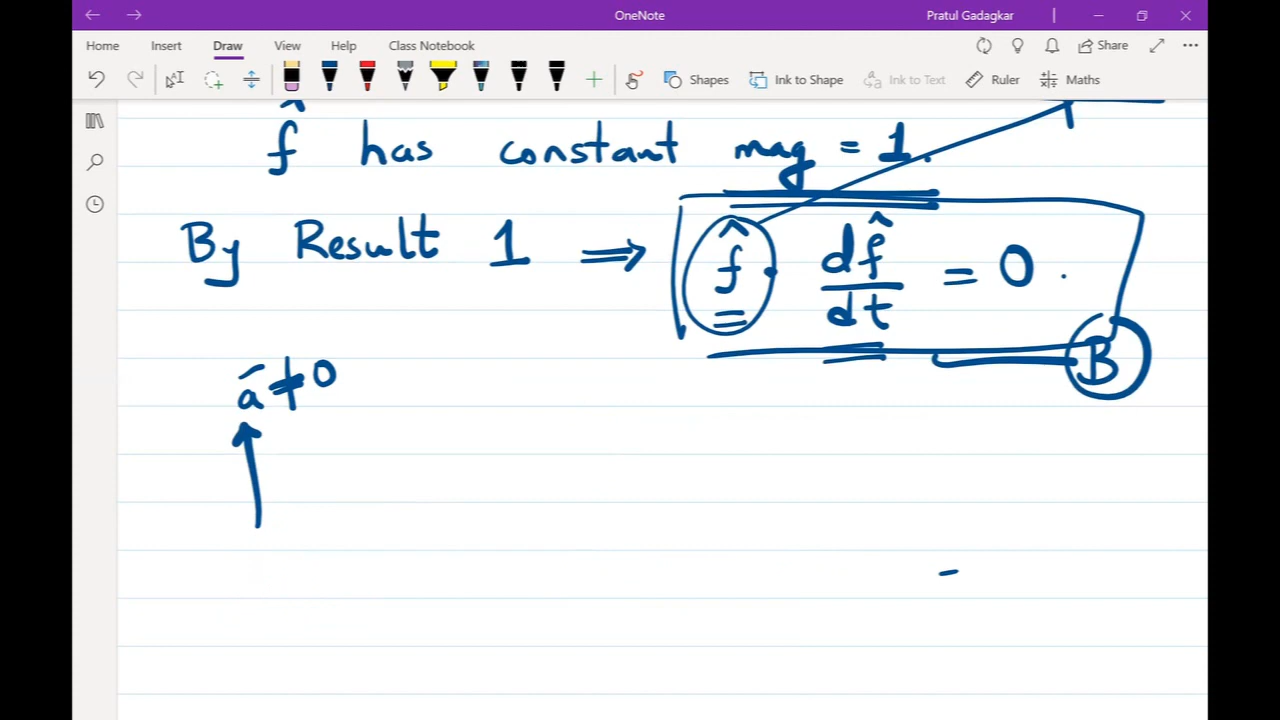 OneNote
Pratul Gadagkar
Home Insert Draw View Help Class Notebook
Share
Shapes Ink to Shape Ink to Text Ruler Maths
f̂ has constant mag = 1.
By Result 1 ⟹ f̂ · df̂/dt = 0.
B
ā ≠ 0